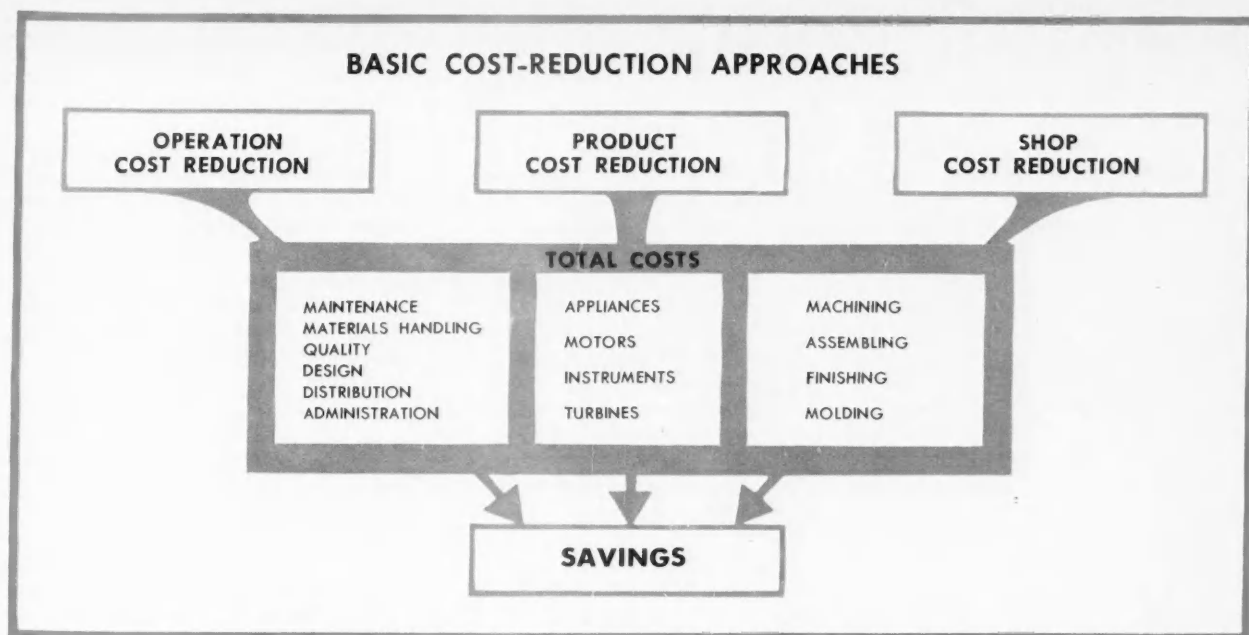 BASIC COST-REDUCTION APPROACHES
OPERATION
COST REDUCTION
PRODUCT
COST REDUCTION
SHOP
COST REDUCTION
TOTAL COSTS
MAINTENANCE
MATERIALS HANDLING
QUALITY
DESIGN
DISTRIBUTION
ADMINISTRATION
APPLIANCES
MOTORS
INSTRUMENTS
TURBINES
MACHINING
ASSEMBLING
FINISHING
MOLDING
SAVINGS